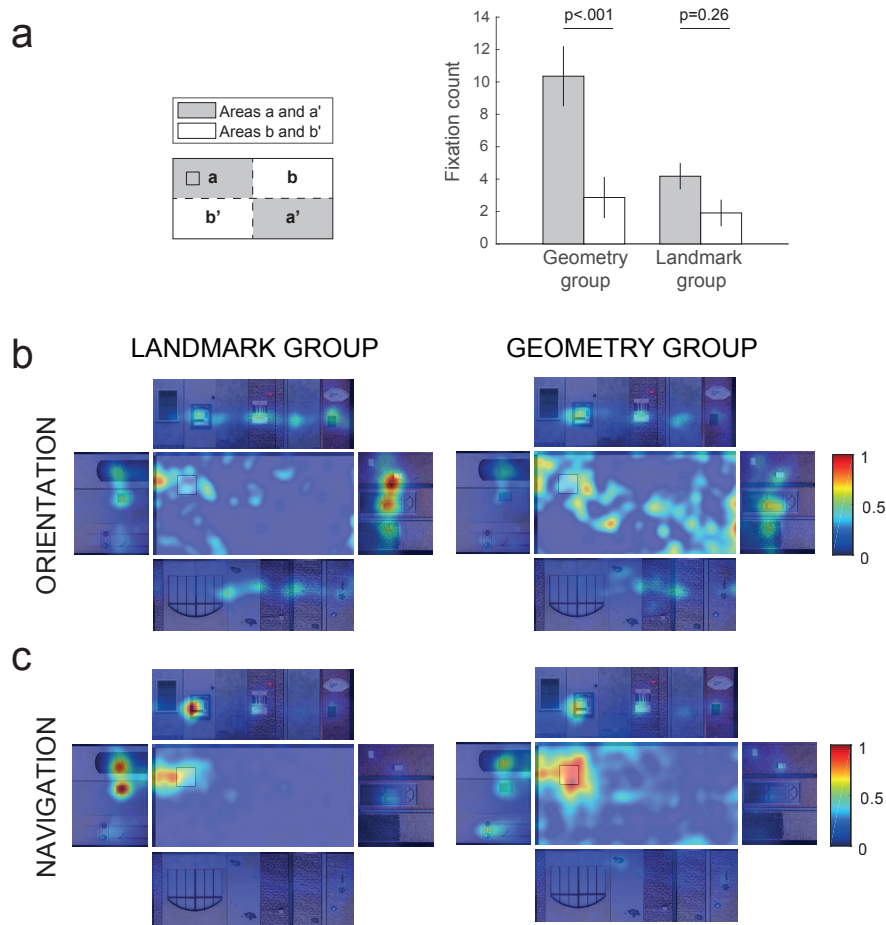 a
Areas a and a'
Areas b and b'
a b
b' a'
Fixation count
14
12
10
8
6
4
2
0
p<.001 p=0.26
Geometry group
Landmark group
LANDMARK GROUP GEOMETRY GROUP
b
ORIENTATION
1
0.5
0
c
NAVIGATION
1
0.5
0